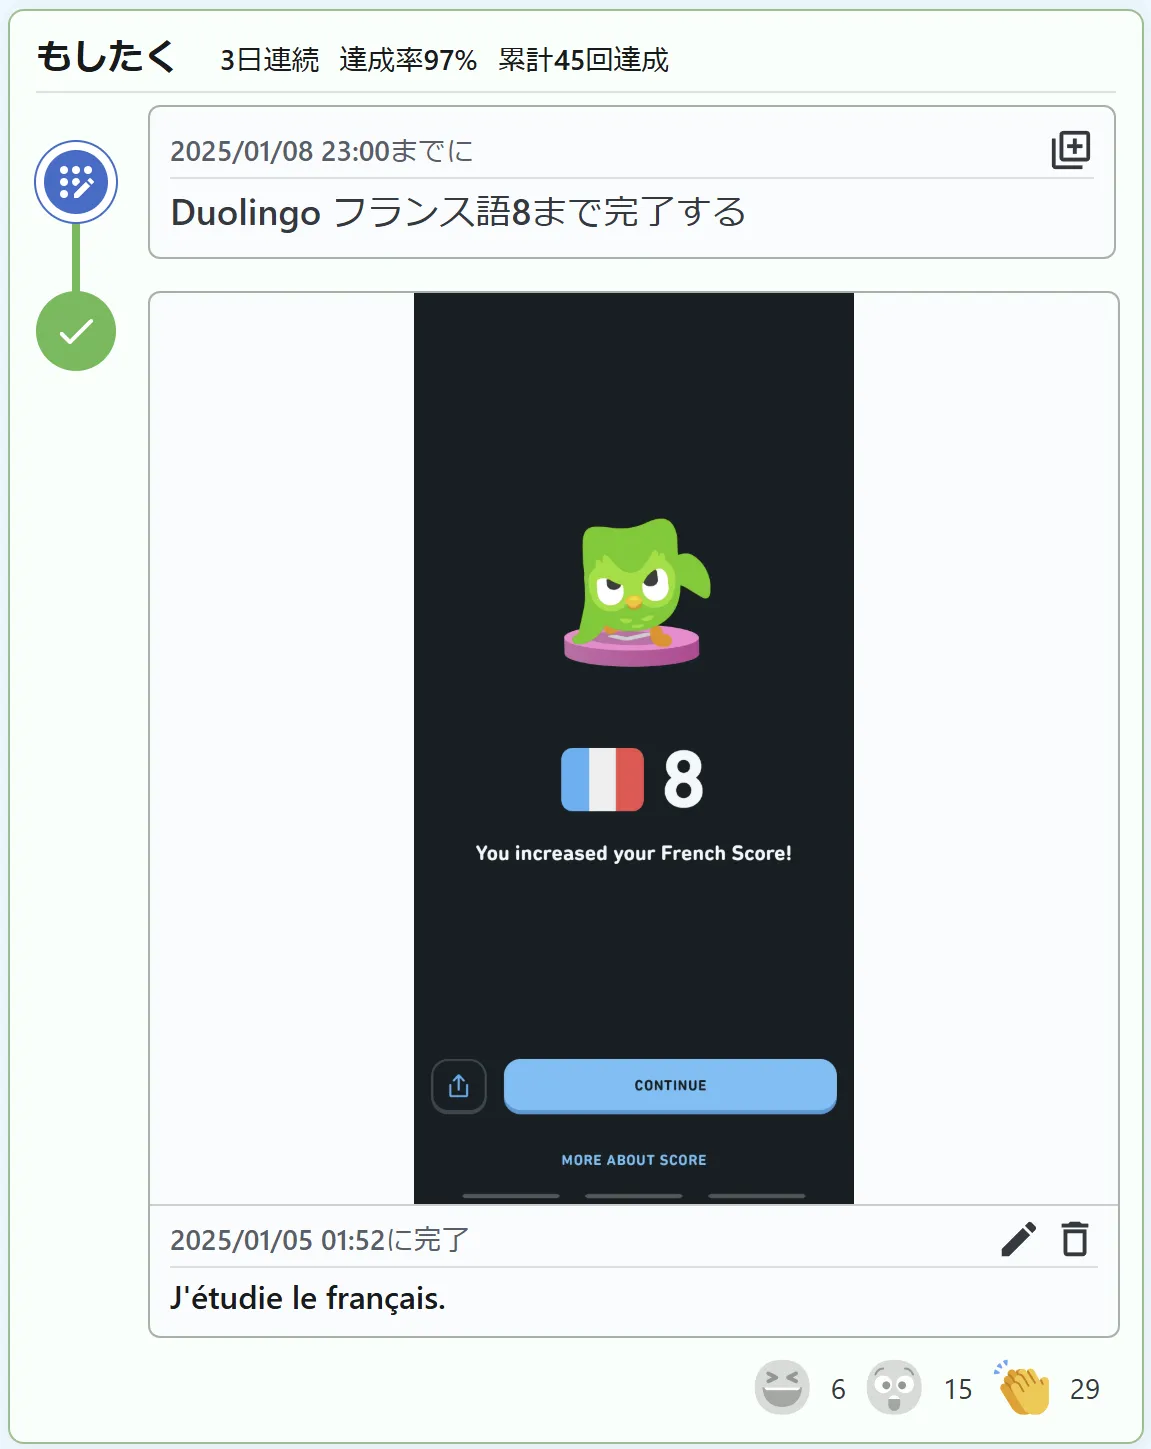 もしたく 3日連続 達成率97% 累計45回達成
2025/01/08 23:00までに
Duolingo フランス語8まで完了する
8
You increased your French Score!
CONTINUE
MORE ABOUT SCORE
2025/01/05 01:52に完了
J'étudie le français.
6 15 29